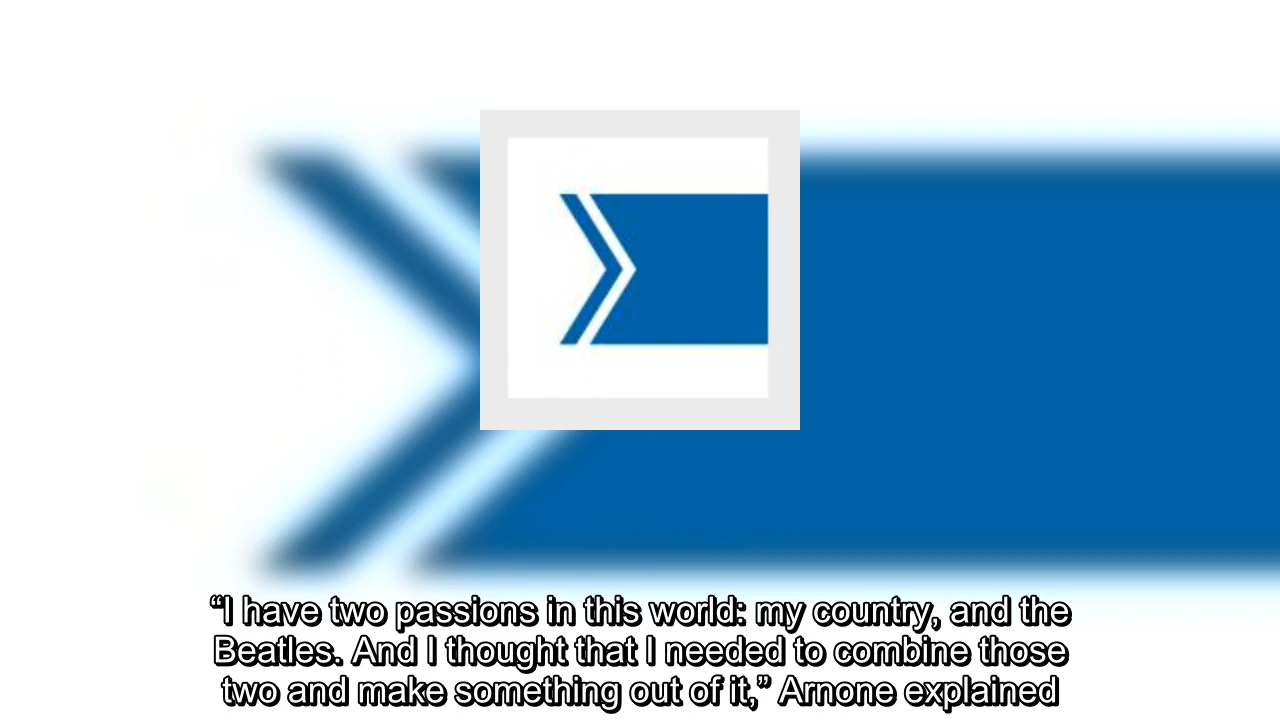 “I have two passions in this world: my country, and the
Beatles. And I thought that I needed to combine those
two and make something out of it,” Arnone explained